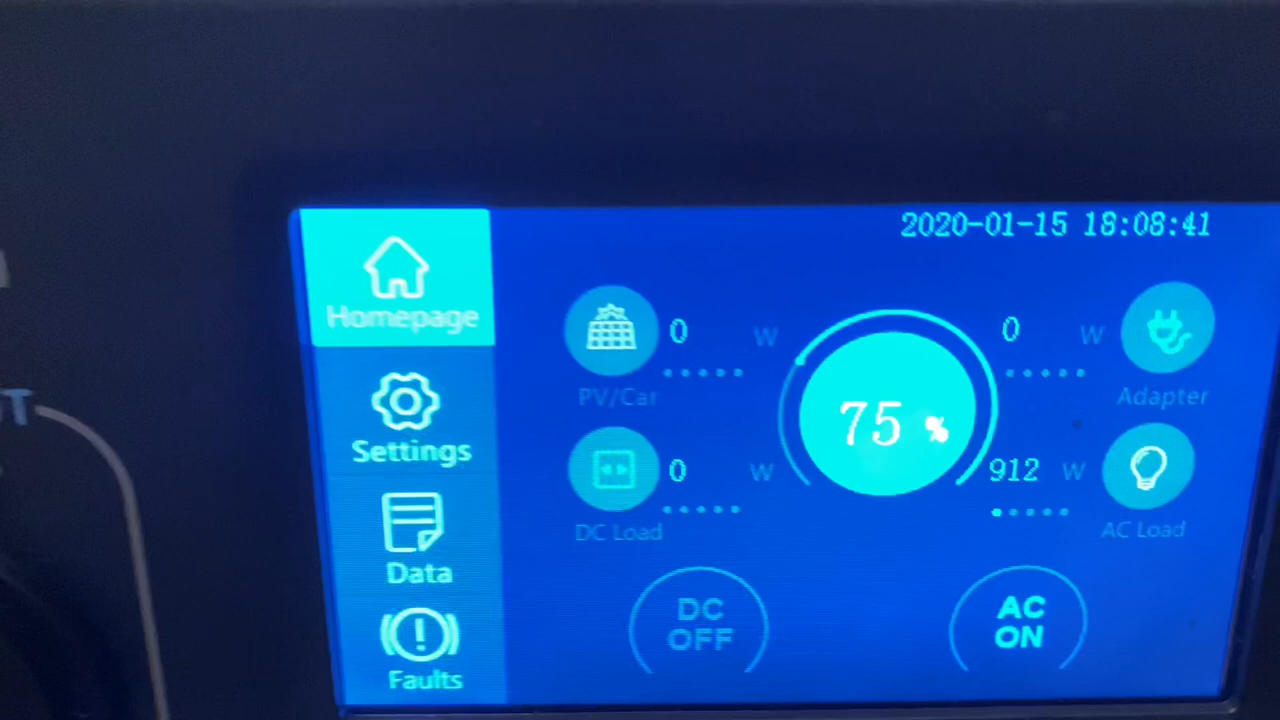 2020-01-15 18:08:41
Homepage
Settings
Data
Faults
0 W
PV/Car
0 W
Adapter
75 %
0 W
DC Load
912 W
AC Load
DC
OFF
AC
ON